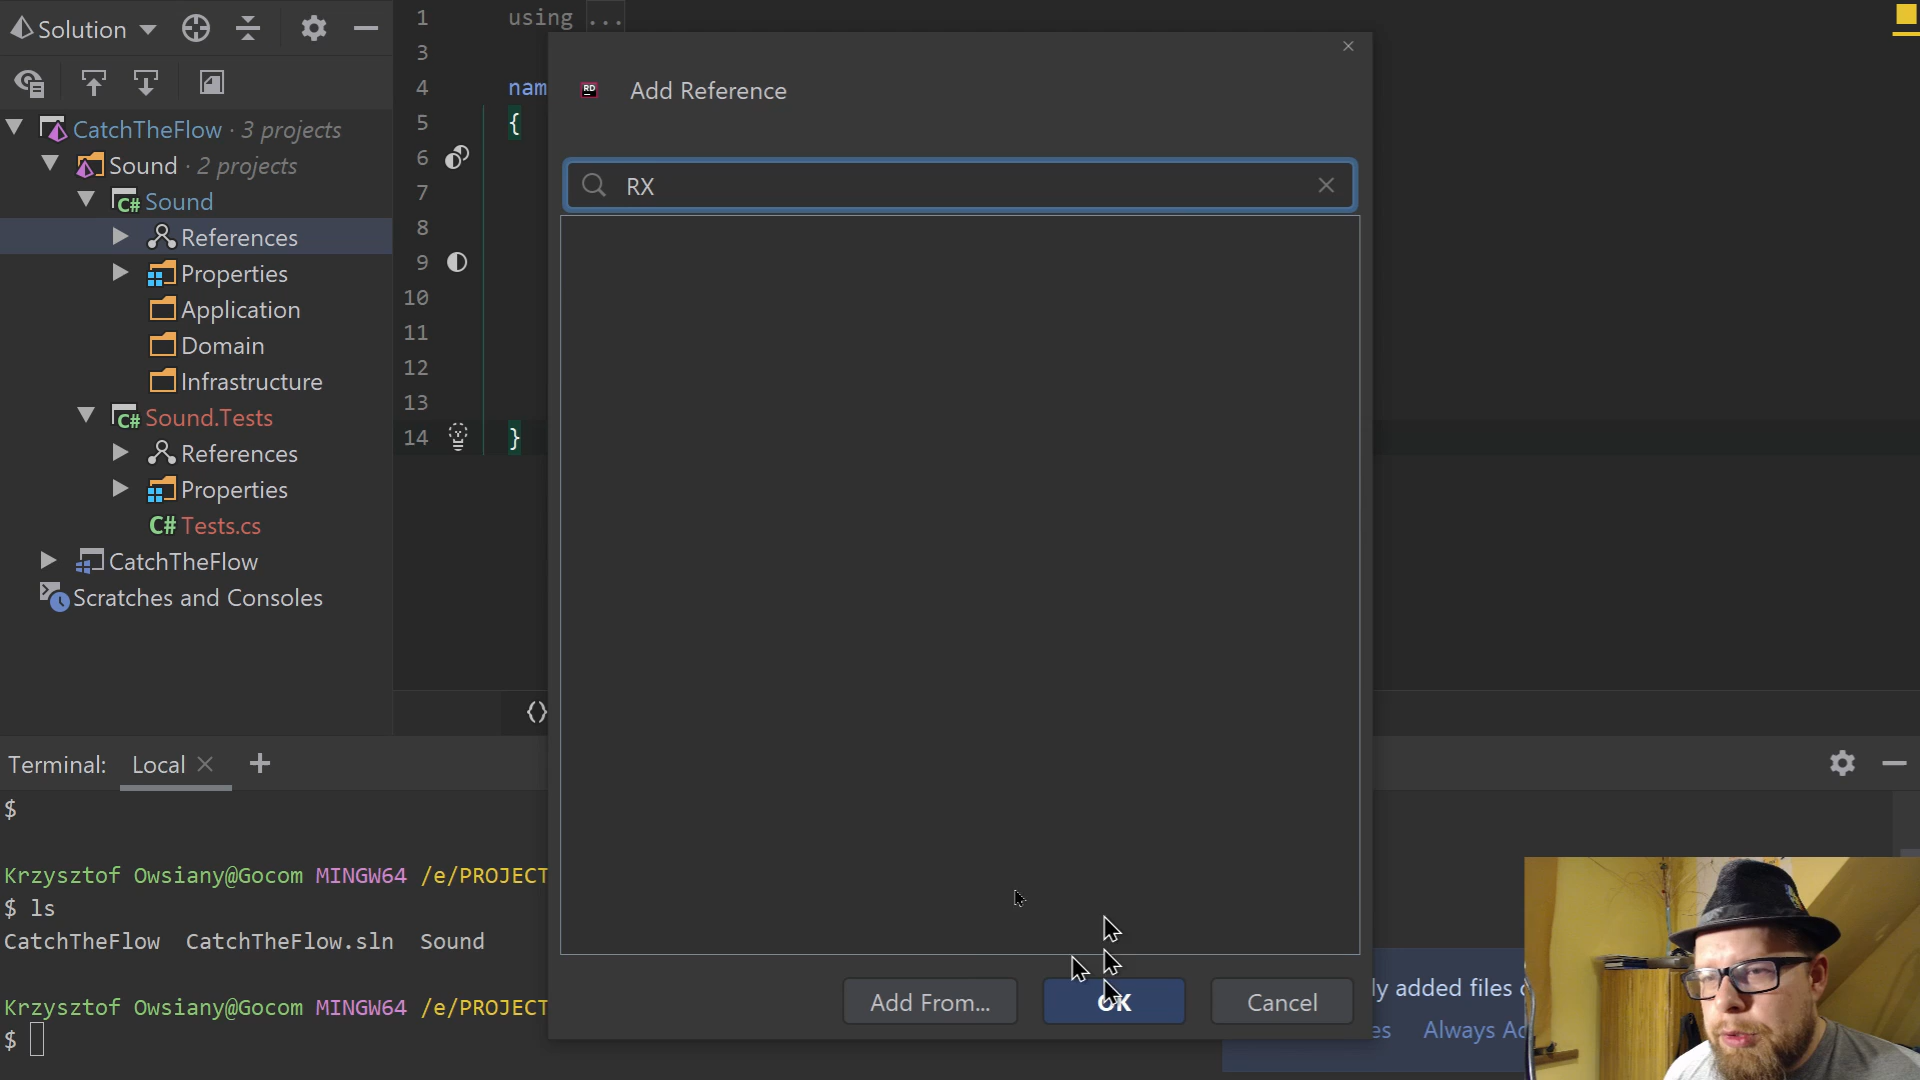 Solution
CatchTheFlow · 3 projects
Sound · 2 projects
Sound
References
Properties
Application
Domain
Infrastructure
Sound.Tests
References
Properties
C# Tests.cs
CatchTheFlow
Scratches and Consoles
1 using ...
3
4 nam
5 {
6
7
8
9
10
11
12
13
14 }
RD Add Reference
RX
Add From...
OK
Cancel
{}
Terminal: Local
$
Krzysztof Owsiany@Gocom MINGW64 /e/PROJECT
$ ls
CatchTheFlow CatchTheFlow.sln Sound
Krzysztof Owsiany@Gocom MINGW64 /e/PROJECT
$
ly added files
es Always